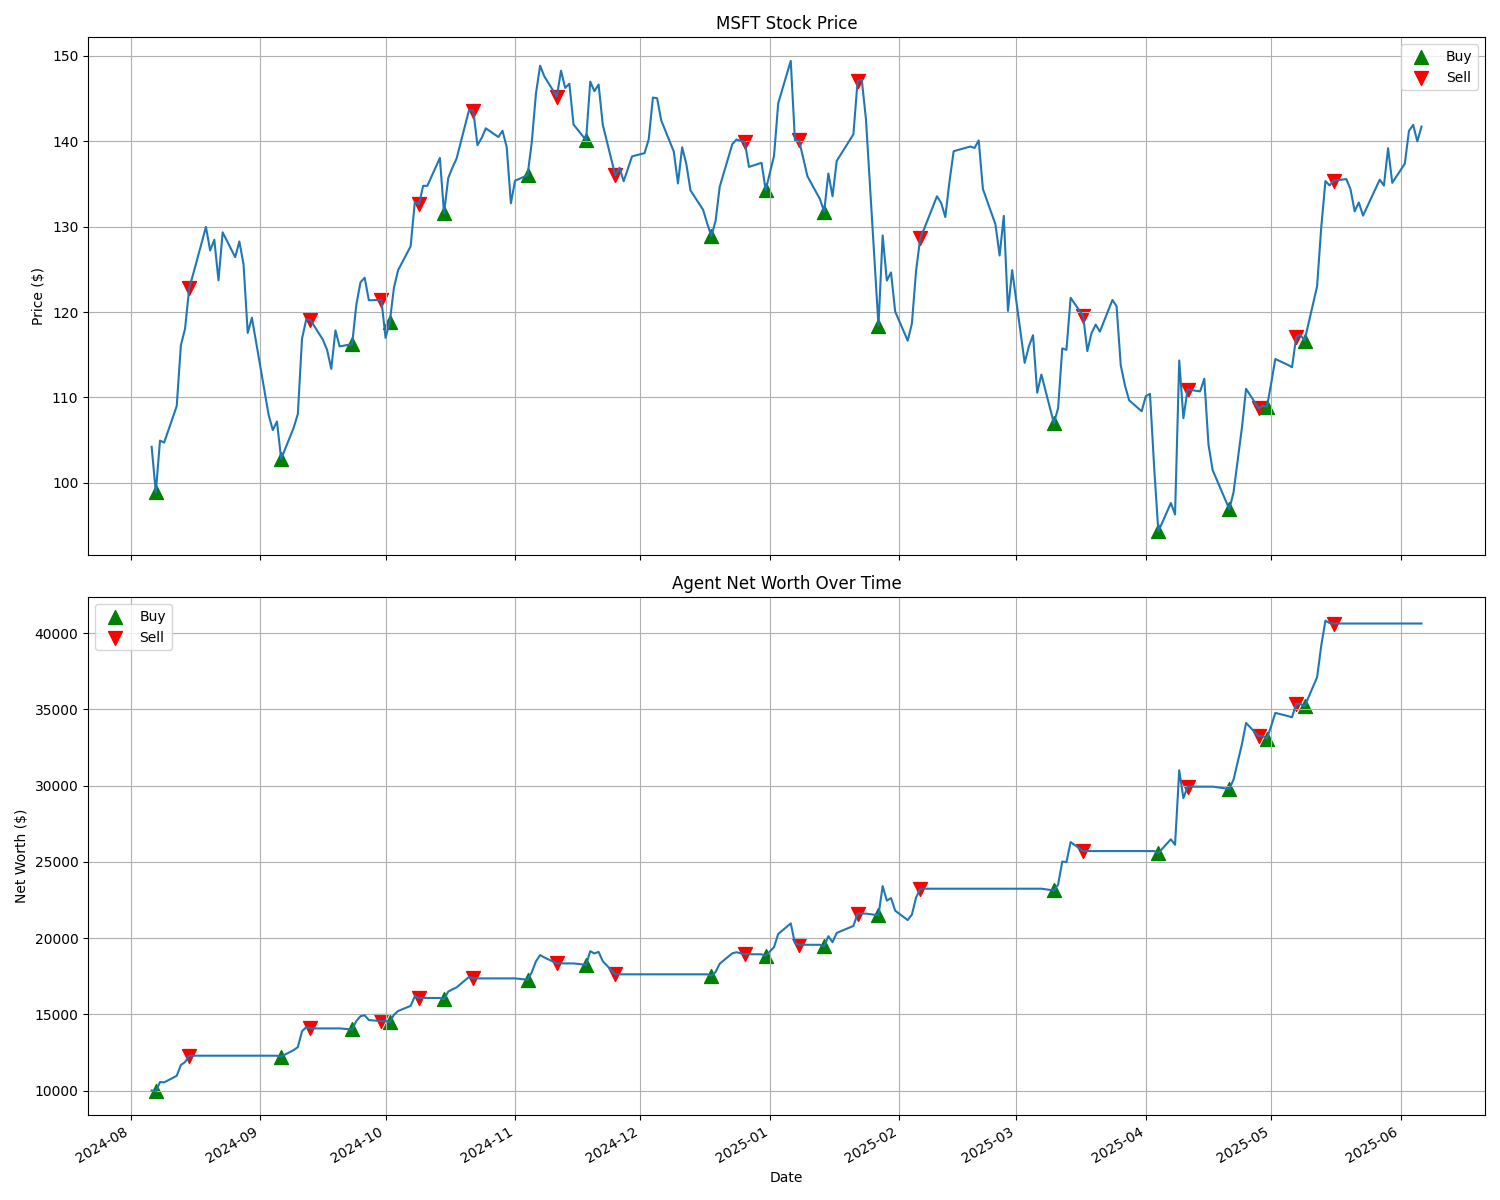 MSFT Stock Price
Price ($)
150
140
130
120
110
100
Buy
Sell
Agent Net Worth Over Time
Net Worth ($)
40000
35000
30000
25000
20000
15000
10000
Buy
Sell
2024-08
2024-09
2024-10
2024-11
2024-12
2025-01
2025-02
2025-03
2025-04
2025-05
2025-06
Date